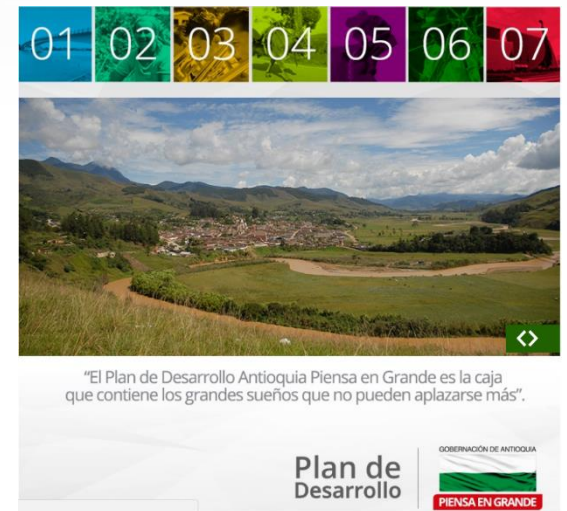 01 02 03 04 05 06 07
“El Plan de Desarrollo Antioquia Piensa en Grande es la caja
que contiene los grandes sueños que no pueden aplazarse más”.
Plan de
Desarrollo
GOBERNACIÓN DE ANTIOQUIA
PIENSA EN GRANDE